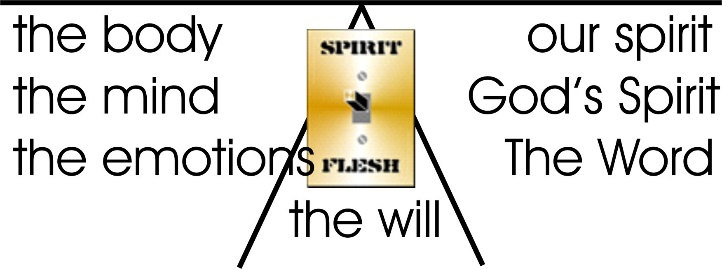 the body
the mind
the emotions
SPIRIT
FLESH
the will
our spirit
God's Spirit
The Word